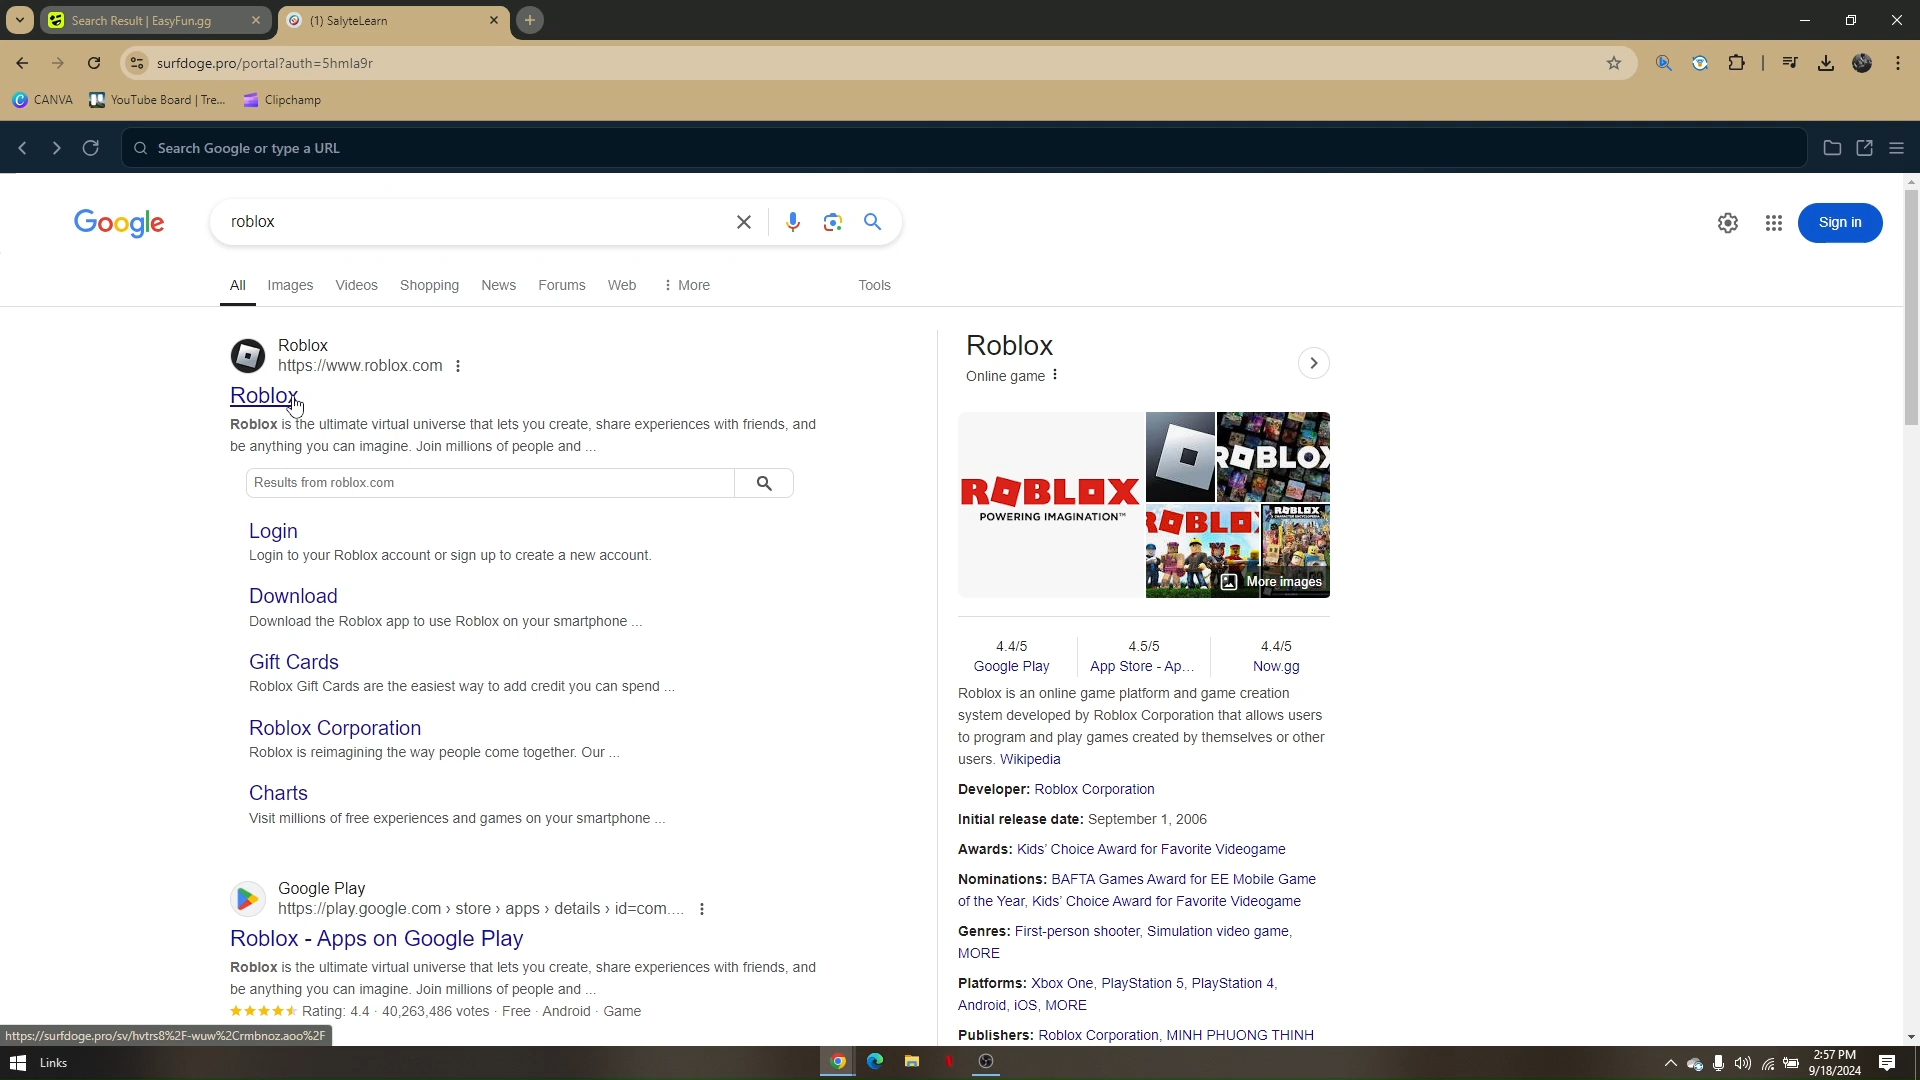 Search Result | EasyFun.gg
(1) SalyteLearn
surfdoge.pro/portal?auth=5hmla9r
CANVA
YouTube Board | Tre...
Clipchamp
Search Google or type a URL
Google
roblox
Sign in
All
Images
Videos
Shopping
News
Forums
Web
More
Tools
Roblox
https://www.roblox.com
Roblox
Roblox is the ultimate virtual universe that lets you create, share experiences with friends, and
be anything you can imagine. Join millions of people and ...
Results from roblox.com
Login
Login to your Roblox account or sign up to create a new account.
Download
Download the Roblox app to use Roblox on your smartphone ...
Gift Cards
Roblox Gift Cards are the easiest way to add credit you can spend ...
Roblox Corporation
Roblox is reimagining the way people come together. Our ...
Charts
Visit millions of free experiences and games on your smartphone ...
Google Play
https://play.google.com › store › apps › details › id=com....
Roblox - Apps on Google Play
Roblox is the ultimate virtual universe that lets you create, share experiences with friends, and
be anything you can imagine. Join millions of people and ...
Rating: 4.4 · 40,263,486 votes · Free · Android · Game
Roblox
Online game
ROBLOX
POWERING IMAGINATION™
ROBLOX
ROBLOX
ROBLOX
More images
4.4/5
Google Play
4.5/5
App Store - Ap...
4.4/5
Now.gg
Roblox is an online game platform and game creation
system developed by Roblox Corporation that allows users
to program and play games created by themselves or other
users. Wikipedia
Developer: Roblox Corporation
Initial release date: September 1, 2006
Awards: Kids' Choice Award for Favorite Videogame
Nominations: BAFTA Games Award for EE Mobile Game
of the Year, Kids' Choice Award for Favorite Videogame
Genres: First-person shooter, Simulation video game,
MORE
Platforms: Xbox One, PlayStation 5, PlayStation 4,
Android, iOS, MORE
Publishers: Roblox Corporation, MINH PHUONG THINH
https://surfdoge.pro/sv/hvtrs8%2F-wuw%2Crmbnoz.aoo%2F
Links
2:57 PM
9/18/2024